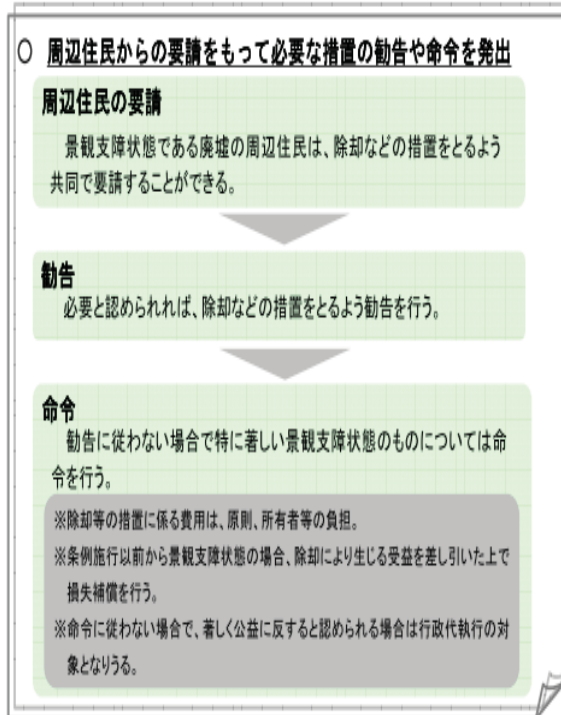 ○ 周辺住民からの要請をもって必要な措置の勧告や命令を発出
周辺住民の要請
景観支障状態である廃墟の周辺住民は、除却などの措置をとるよう
共同で要請することができる。
勧告
必要と認められれば、除却などの措置をとるよう勧告を行う。
命令
勧告に従わない場合で特に著しい景観支障状態のものについては命
令を行う。
※除却等の措置に係る費用は、原則、所有者等の負担。
※条例施行以前から景観支障状態の場合、除却により生じる受益を差し引いた上で
損失補償を行う。
※命令に従わない場合で、著しく公益に反すると認められる場合は行政代執行の対
象となりうる。